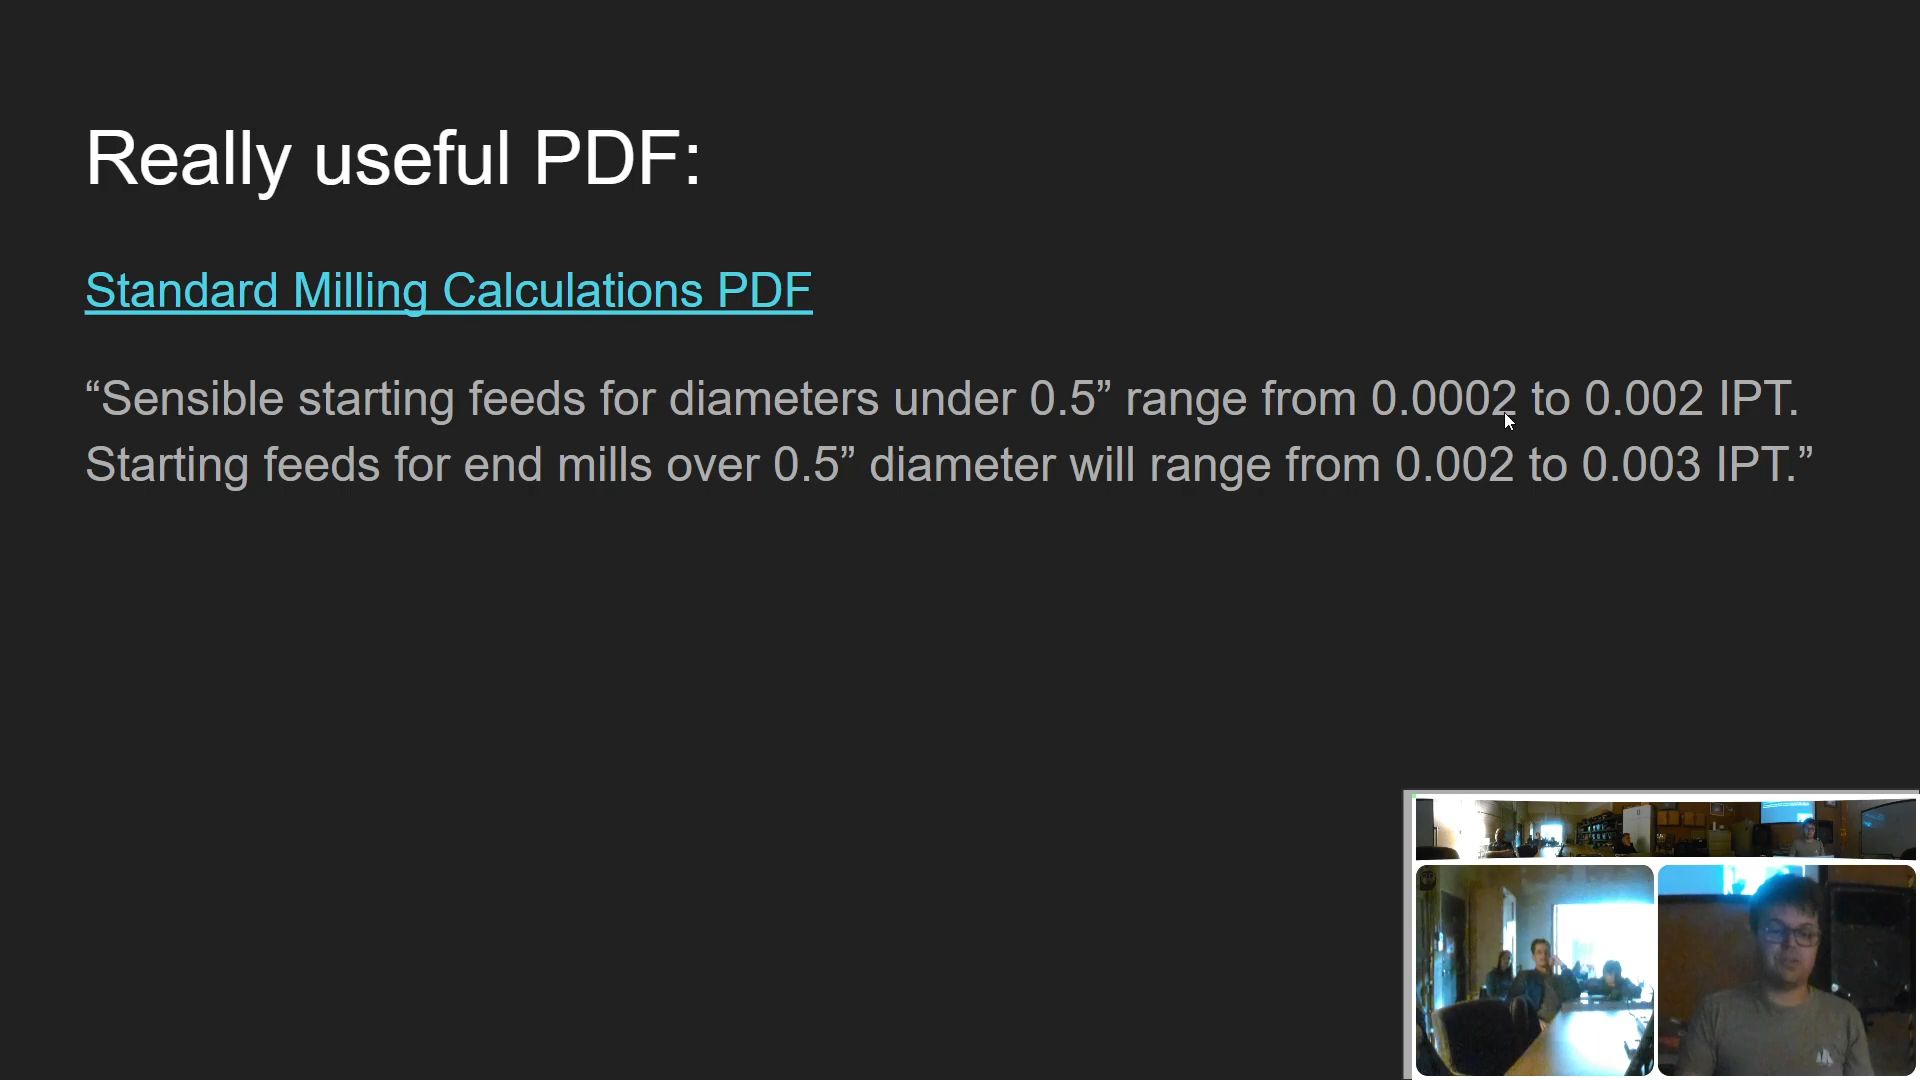 Really useful PDF:
Standard Milling Calculations PDF
“Sensible starting feeds for diameters under 0.5” range from 0.0002 to 0.002 IPT.
Starting feeds for end mills over 0.5” diameter will range from 0.002 to 0.003 IPT.”